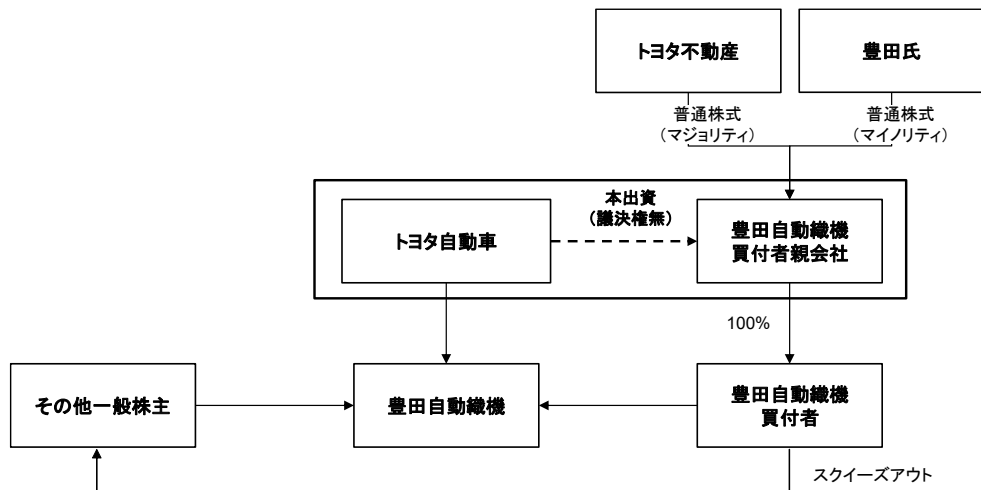 トヨタ不動産
豊田氏
普通株式
(マジョリティ)
普通株式
(マイノリティ)
本出資
(議決権無)
トヨタ自動車
豊田自動織機
買付者親会社
100%
その他一般株主
豊田自動織機
豊田自動織機
買付者
スクイーズアウト